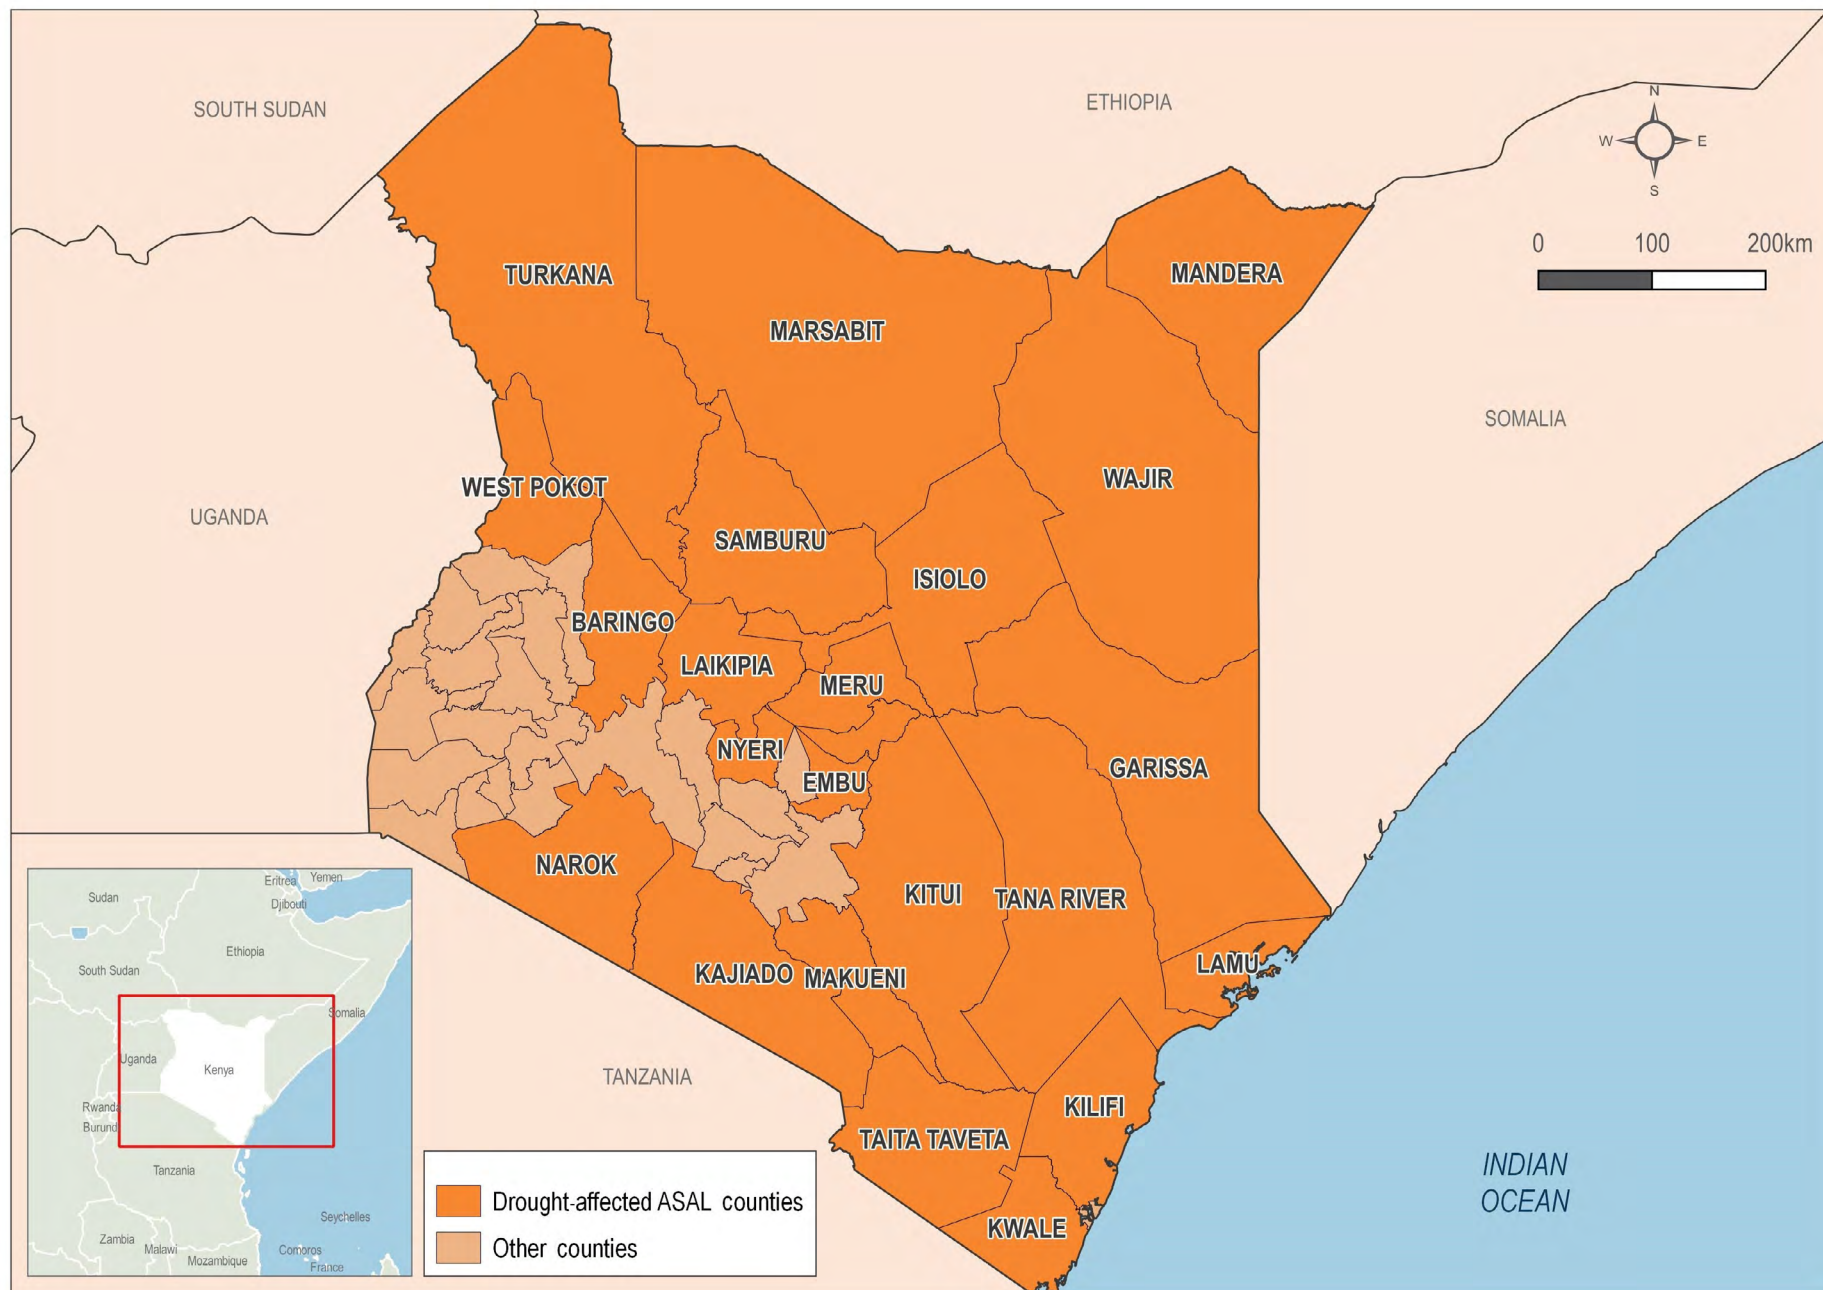 SOUTH SUDAN
ETHIOPIA
N
W
E
S
0 100 200km
TURKANA
MANDERA
MARSABIT
SOMALIA
WAJIR
WEST POKOT
UGANDA
SAMBURU
ISIOLO
BARINGO
LAIKIPIA
MERU
NYERI
GARISSA
EMBU
NAROK
KITUI
TANA RIVER
LAMU
KAJIADO
MAKUENI
TANZANIA
KILIFI
TAITA TAVETA
KWALE
INDIAN
OCEAN
Eritrea
Yemen
Sudan
Djibouti
Ethiopia
South Sudan
Somalia
Uganda
Kenya
Rwanda
Burund
Tanzania
Seychelles
Zambia
Malawi
Comoros
Mozambique
France
Drought-affected ASAL counties
Other counties